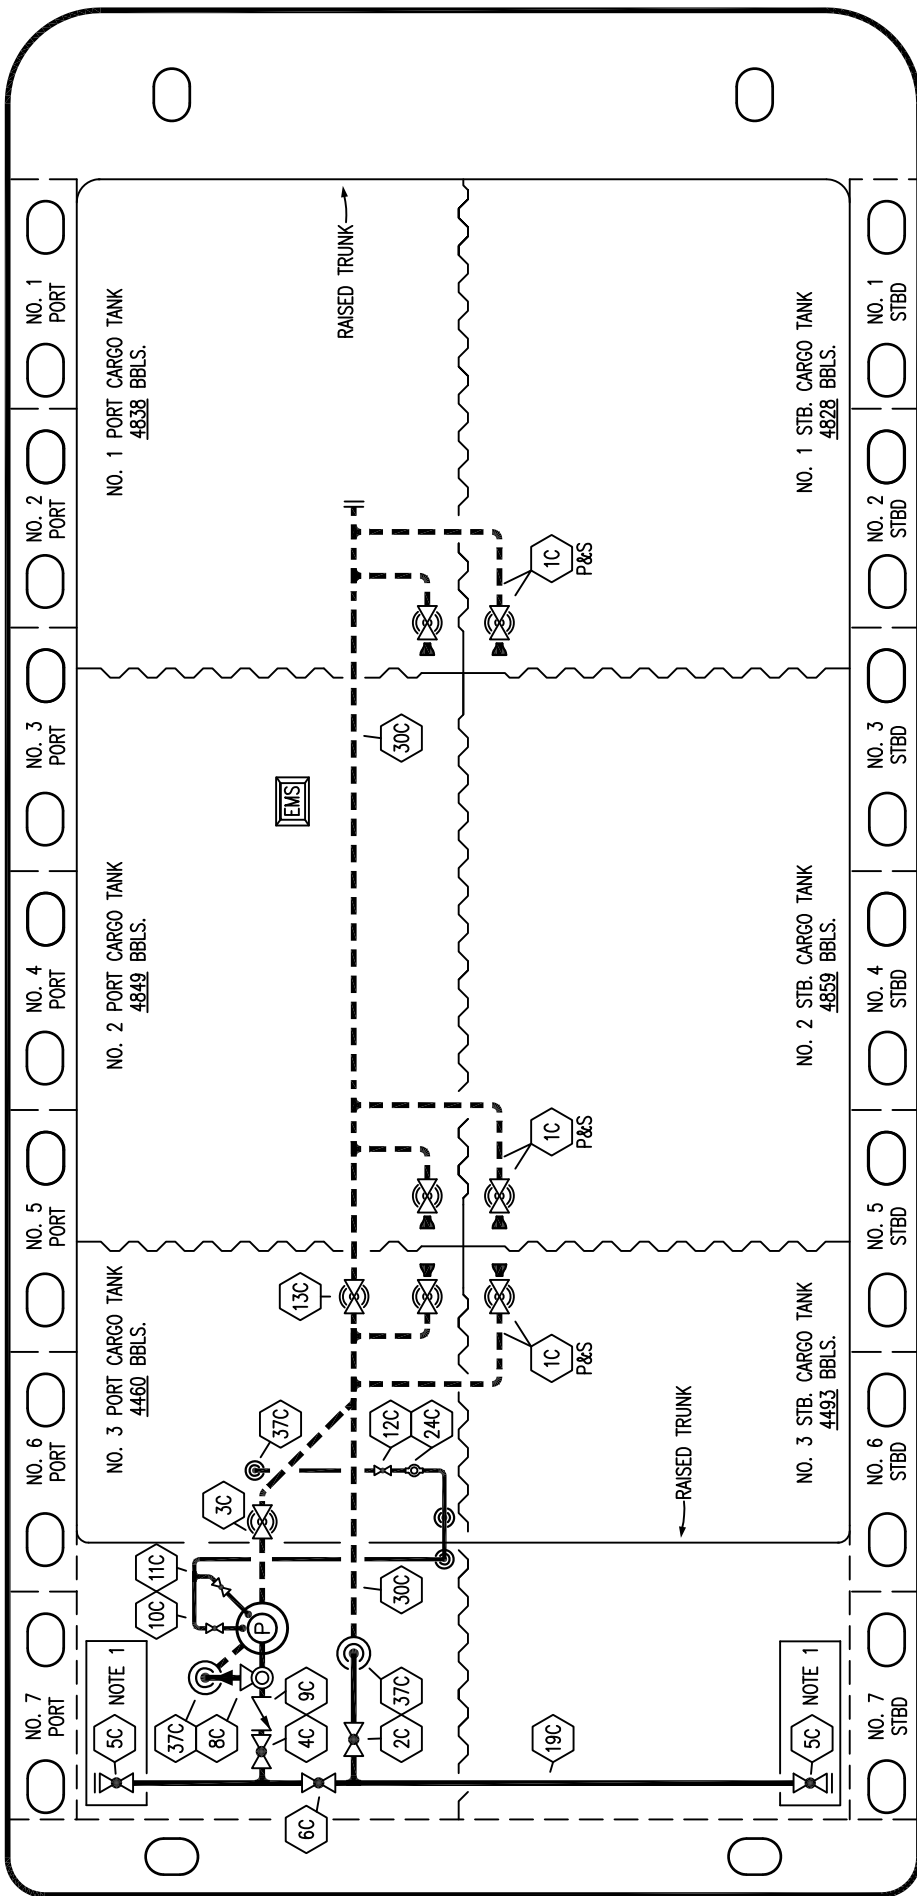 NO. 1
PORT
NO. 2
PORT
NO. 3
PORT
NO. 4
PORT
NO. 5
PORT
NO. 6
PORT
NO. 7
PORT
NO. 1 PORT CARGO TANK
4838 BBLS.
RAISED TRUNK
NO. 1 STB. CARGO TANK
4828 BBLS.
1C
P&S
30C
EMS
NO. 2 PORT CARGO TANK
4849 BBLS.
NO. 2 STB. CARGO TANK
4859 BBLS.
1C
P&S
13C
NO. 3 PORT CARGO TANK
4460 BBLS.
1C
P&S
NO. 3 STB. CARGO TANK
4493 BBLS.
RAISED TRUNK
37C
12C
24C
3C
11C
10C
P
30C
37C
8C
9C
4C
37C
2C
6C
19C
5C
NOTE 1
5C
NOTE 1
NO. 1
STBD
NO. 2
STBD
NO. 3
STBD
NO. 4
STBD
NO. 5
STBD
NO. 6
STBD
NO. 7
STBD